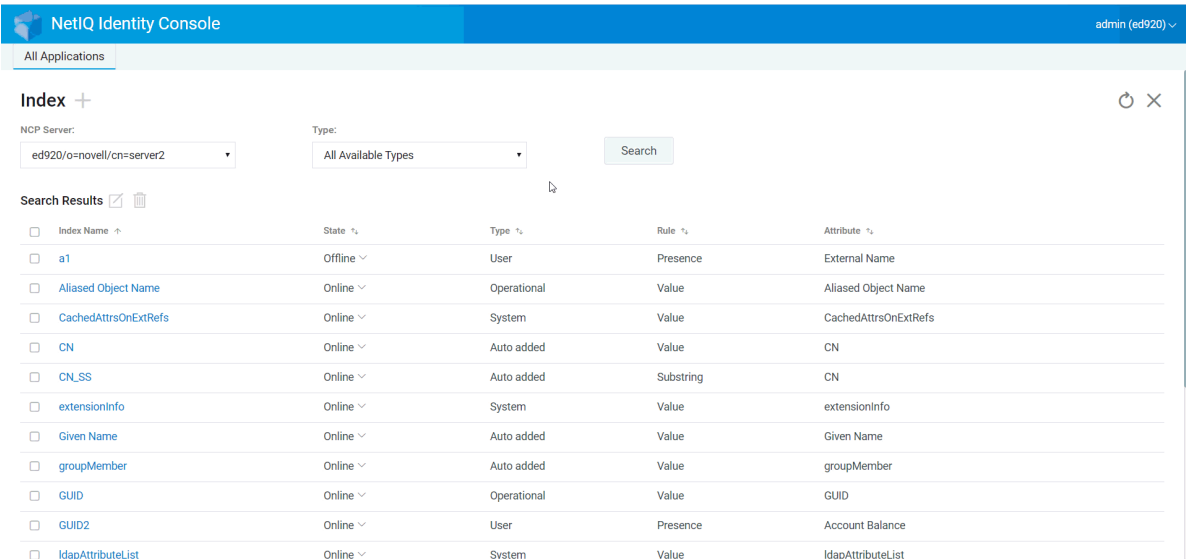 NetIQ Identity Console
admin (ed920)
All Applications
Index
NCP Server: Type:
ed920/o=novell/cn=server2 All Available Types Search
Search Results
Index Name State Type Rule Attribute
a1 Offline User Presence External Name
Aliased Object Name Online Operational Value Aliased Object Name
CachedAttrsOnExtRefs Online System Value CachedAttrsOnExtRefs
CN Online Auto added Value CN
CN_SS Online Auto added Substring CN
extensionInfo Online System Value extensionInfo
Given Name Online Auto added Value Given Name
groupMember Online Auto added Value groupMember
GUID Online Operational Value GUID
GUID2 Online User Presence Account Balance
ldapAttributeList Online System Value ldapAttributeList